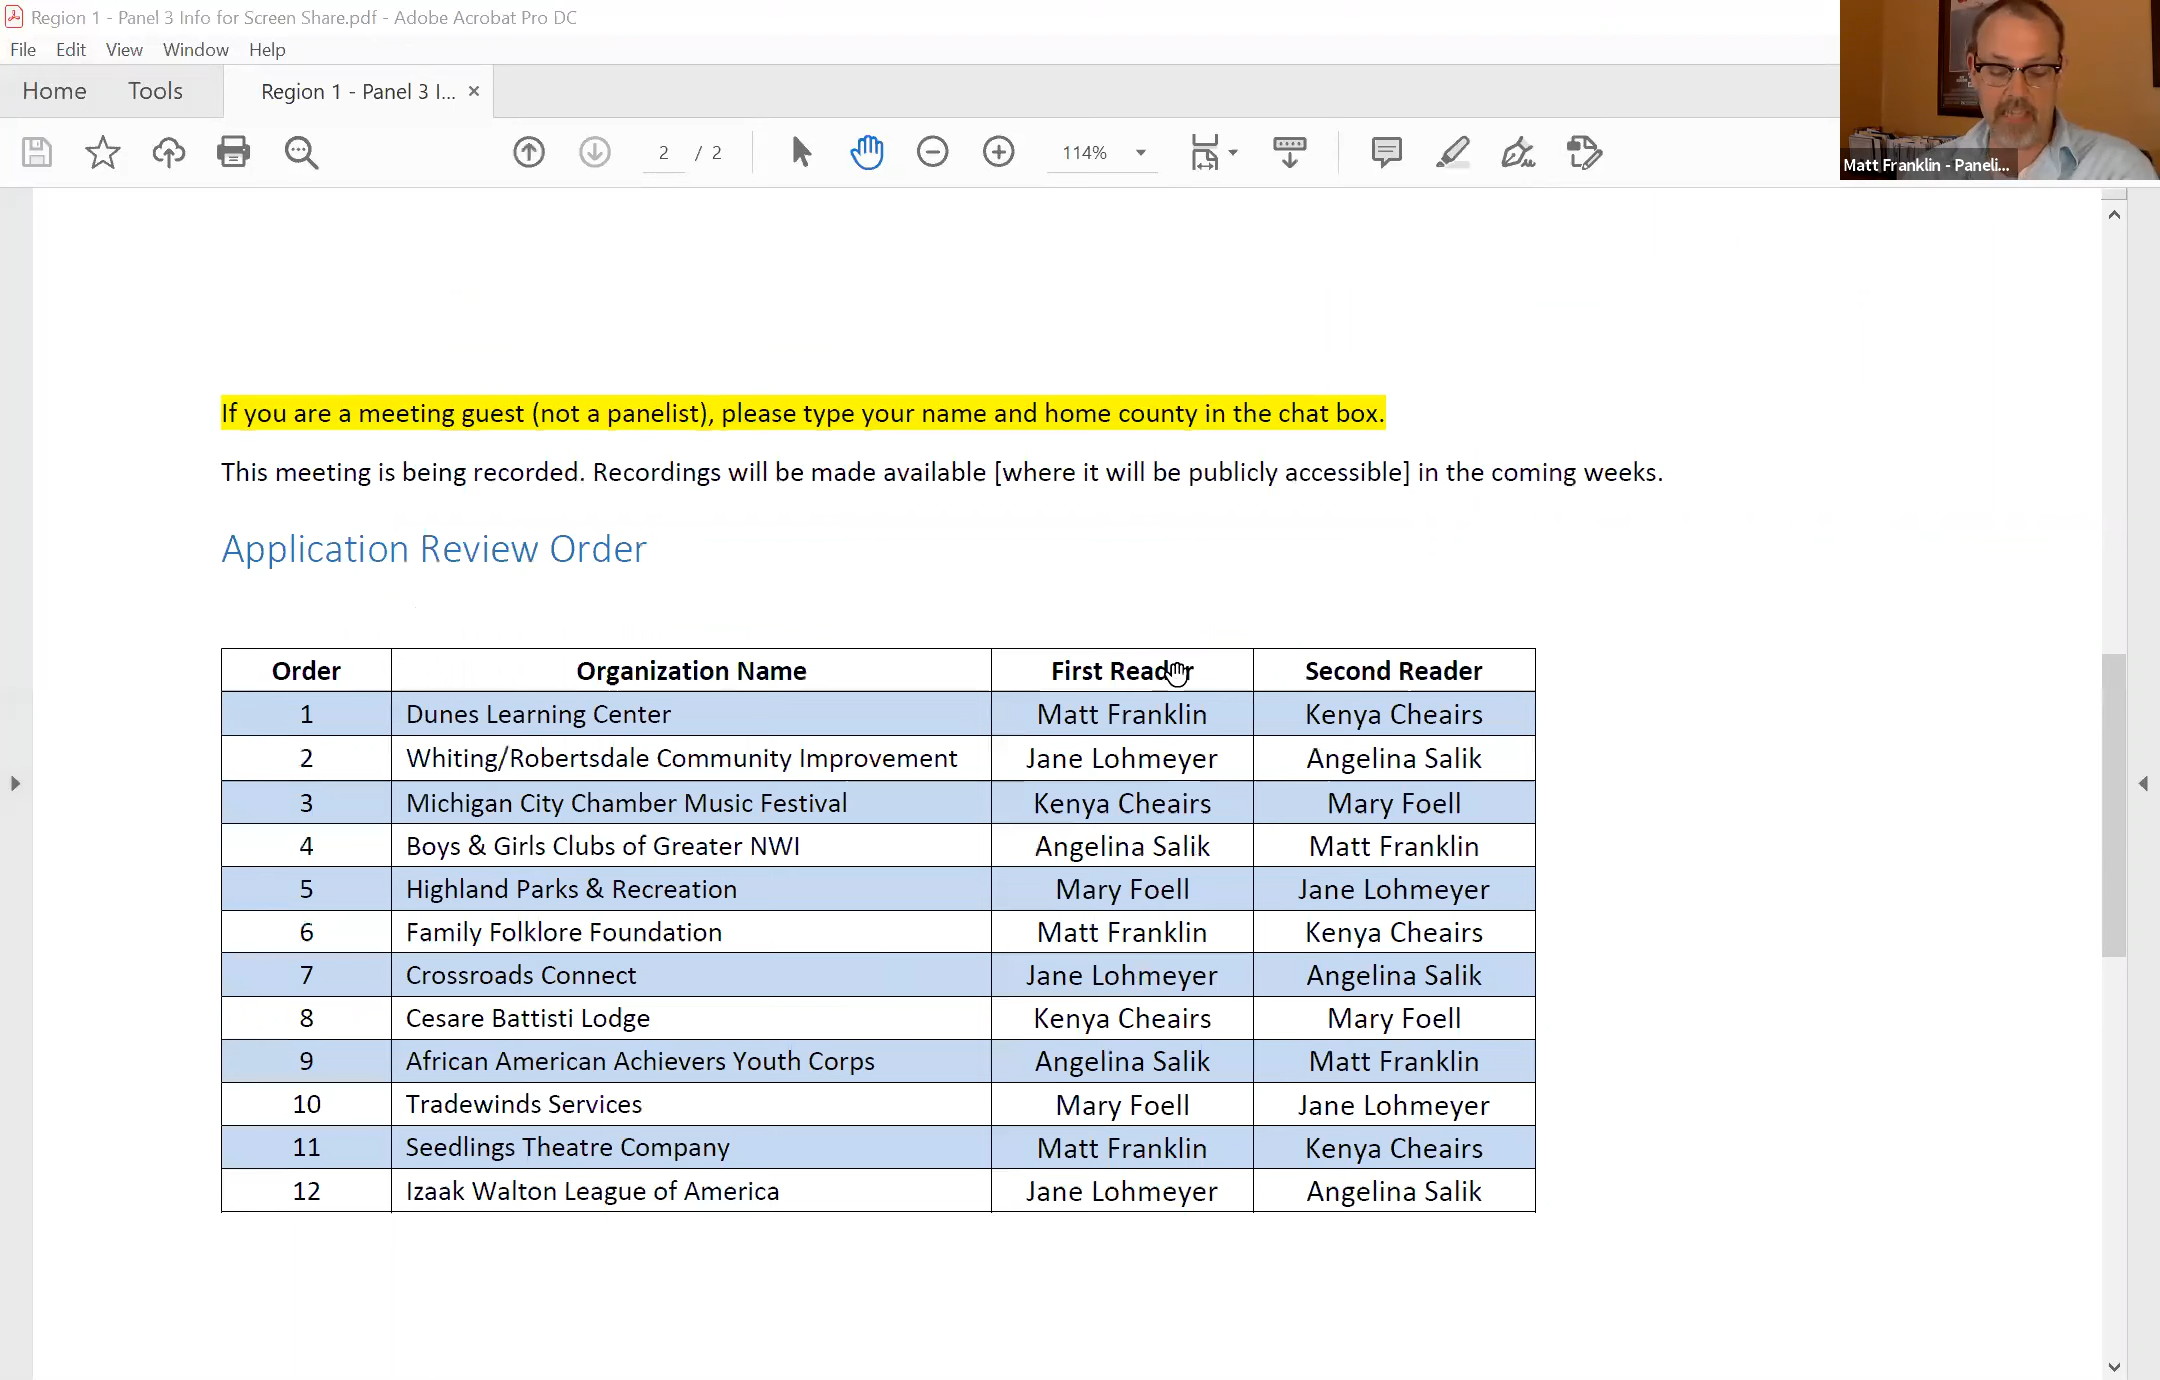 Region 1 - Panel 3 Info for Screen Share.pdf - Adobe Acrobat Pro DC
File Edit View Window Help
Home Tools Region 1 - Panel 3 I... ×
2 / 2 114%
Matt Franklin - Paneli...
If you are a meeting guest (not a panelist), please type your name and home county in the chat box.
This meeting is being recorded. Recordings will be made available [where it will be publicly accessible] in the coming weeks.
Application Review Order
Order Organization Name First Reader Second Reader
1 Dunes Learning Center Matt Franklin Kenya Cheairs
2 Whiting/Robertsdale Community Improvement Jane Lohmeyer Angelina Salik
3 Michigan City Chamber Music Festival Kenya Cheairs Mary Foell
4 Boys & Girls Clubs of Greater NWI Angelina Salik Matt Franklin
5 Highland Parks & Recreation Mary Foell Jane Lohmeyer
6 Family Folklore Foundation Matt Franklin Kenya Cheairs
7 Crossroads Connect Jane Lohmeyer Angelina Salik
8 Cesare Battisti Lodge Kenya Cheairs Mary Foell
9 African American Achievers Youth Corps Angelina Salik Matt Franklin
10 Tradewinds Services Mary Foell Jane Lohmeyer
11 Seedlings Theatre Company Matt Franklin Kenya Cheairs
12 Izaak Walton League of America Jane Lohmeyer Angelina Salik